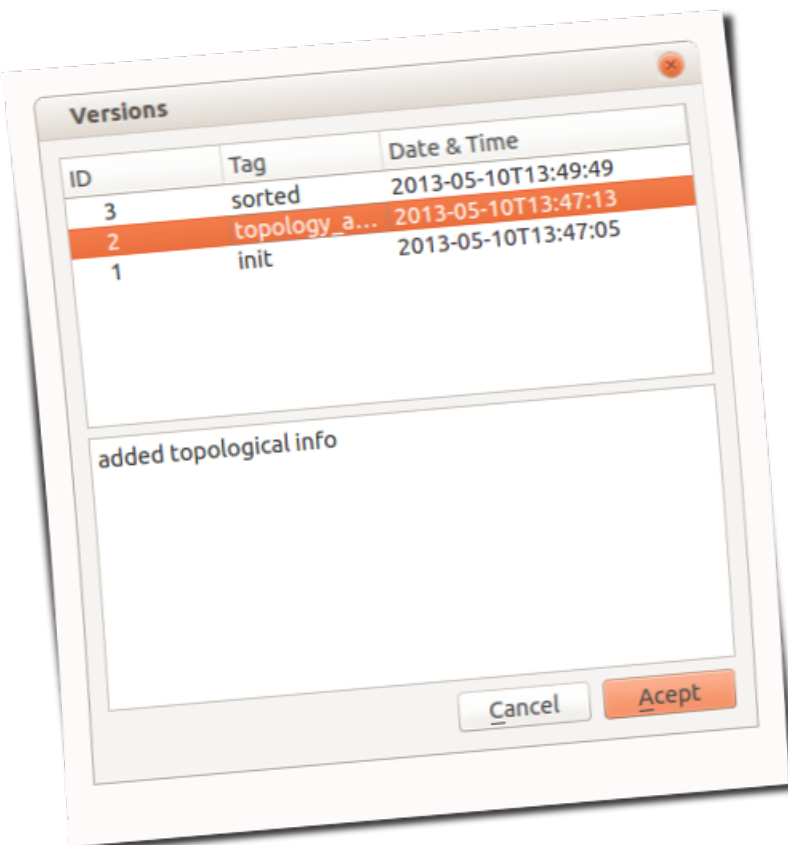 Versions
ID Tag Date & Time
3 sorted 2013-05-10T13:49:49
2 topology_a... 2013-05-10T13:47:13
1 init 2013-05-10T13:47:05
added topological info
Cancel Acept